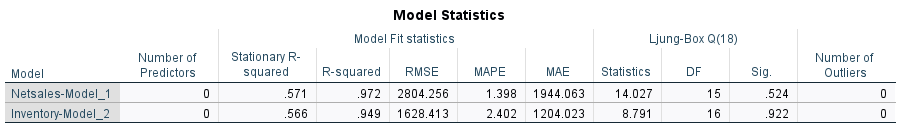 Model Statistics
Model Fit statistics Ljung-Box Q(18)
Model Number of Predictors Stationary R-squared R-squared RMSE MAPE MAE Statistics DF Sig. Number of Outliers
Netsales-Model_1 0 .571 .972 2804.256 1.398 1944.063 14.027 15 .524 0
Inventory-Model_2 0 .566 .949 1628.413 2.402 1204.023 8.791 16 .922 0